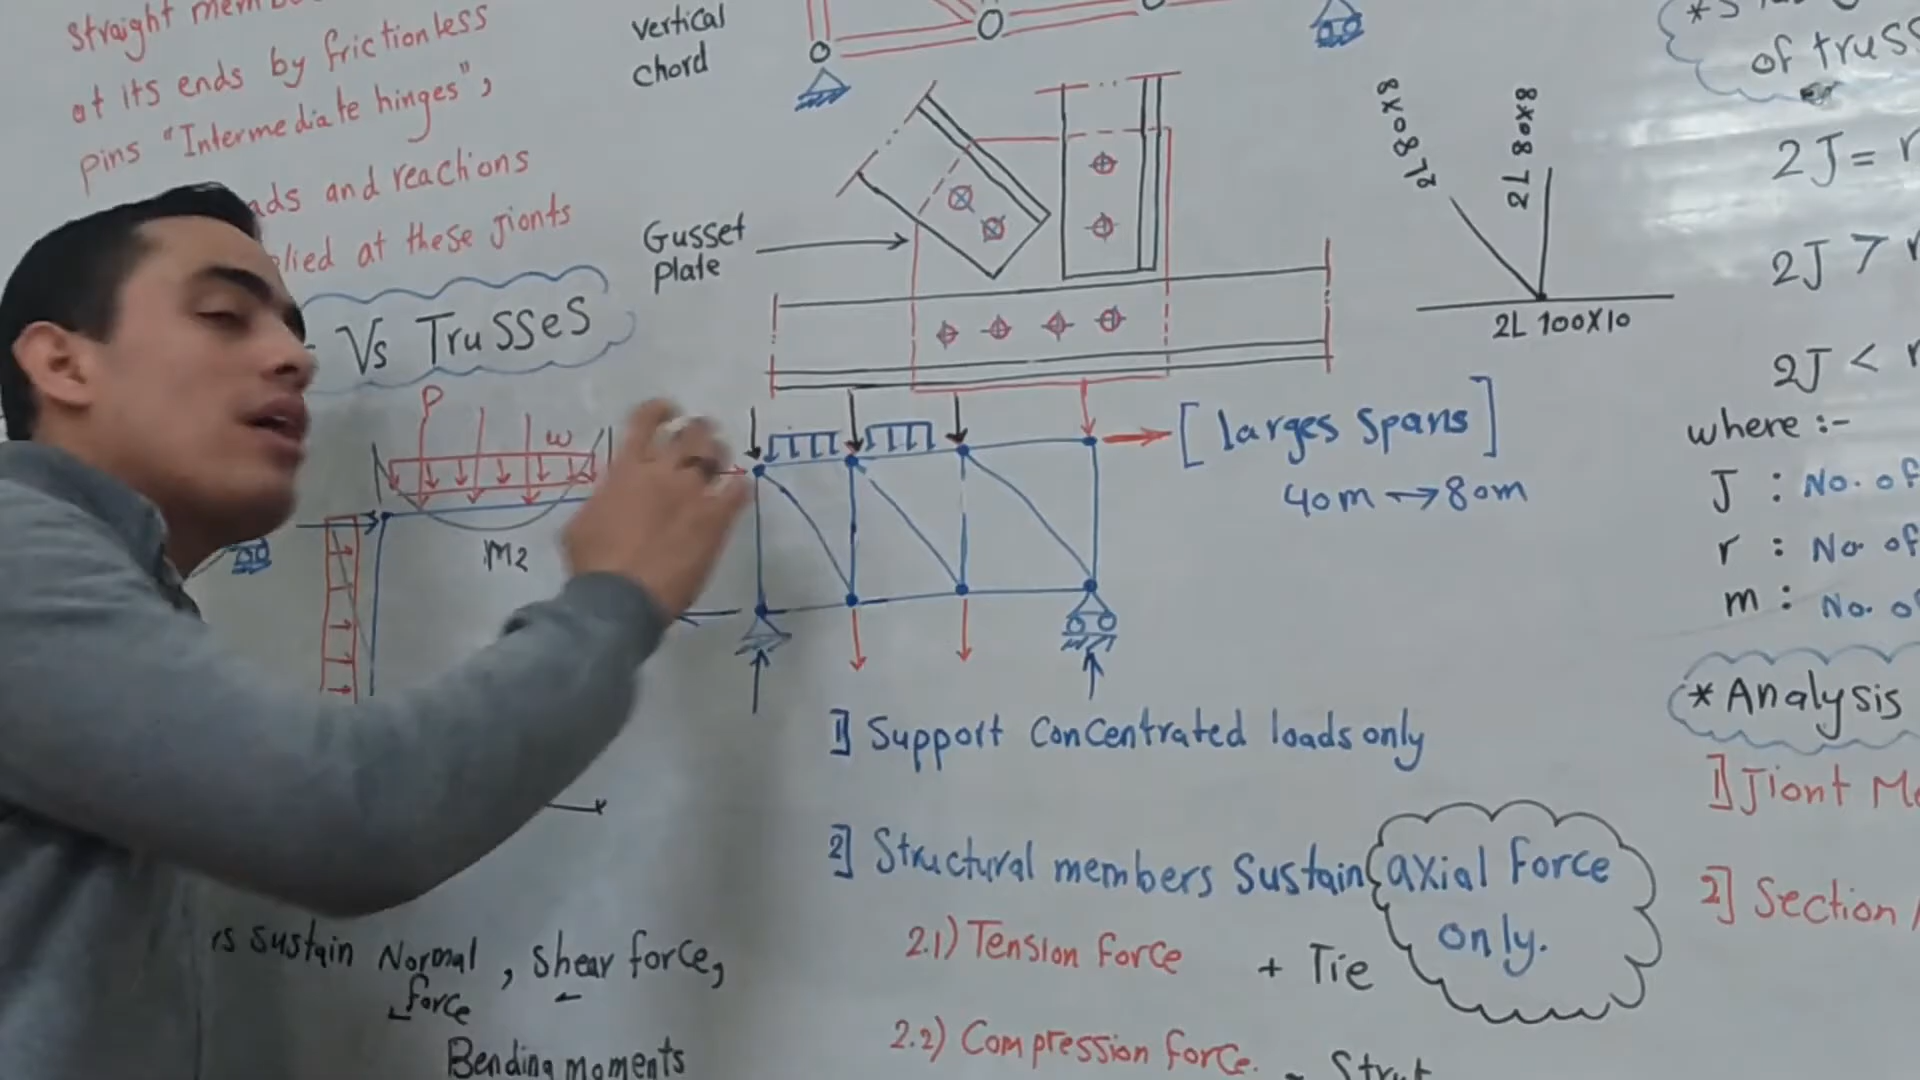 straight
at its ends by frictionless
pins "Intermediate hinges",
and reactions
at these Jionts
Vs Trusses
P
w
M2
sustain Normal force, Shear force,
Bending moments
vertical
chord
Gusset
plate
2L 80x8
2L 80x8
2L 100X10
[larges Spans]
40m → 80m
1] Support Concentrated loads only
2] Structural members Sustain axial Force only.
2.1) Tension force + Tie
2.2) Compression force. - Strut
of truss
2J =
2J >
2J <
where :-
J : No. of
r : No. of
m : No. of
* Analysis
1] Jiont
2] Section